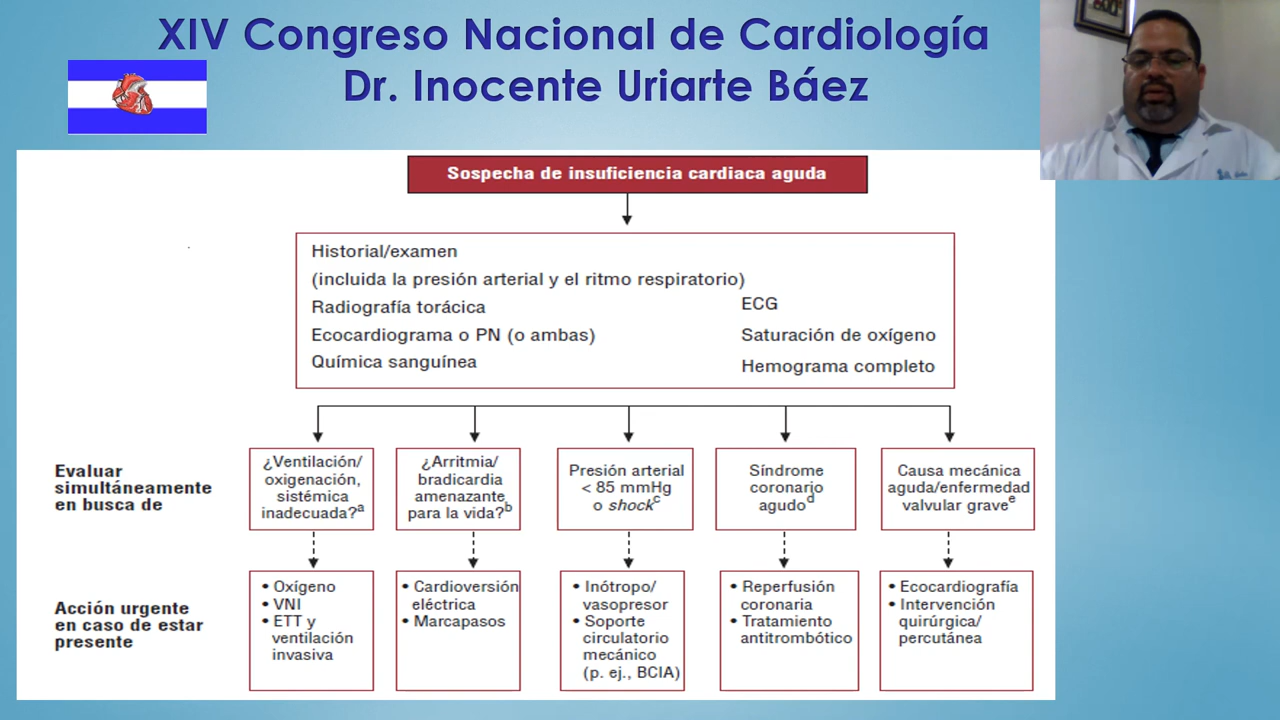 XIV Congreso Nacional de Cardiología
Dr. Inocente Uriarte Báez
Sospecha de insuficiencia cardiaca aguda
Historial/examen
(incluida la presión arterial y el ritmo respiratorio)
Radiografía torácica
Ecocardiograma o PN (o ambas)
Química sanguínea
ECG
Saturación de oxígeno
Hemograma completo
Evaluar
simultáneamente
en busca de
¿Ventilación/
oxigenación,
sistémica
inadecuada?a
¿Arritmia/
bradicardia
amenazante
para la vida?b
Presión arterial
< 85 mmHg
o shockc
Síndrome
coronario
agudod
Causa mecánica
aguda/enfermedad
valvular gravee
Acción urgente
en caso de estar
presente
• Oxígeno
• VNI
• ETT y
ventilación
invasiva
• Cardioversión
eléctrica
• Marcapasos
• Inótropo/
vasopresor
• Soporte
circulatorio
mecánico
(p. ej., BCIA)
• Reperfusión
coronaria
• Tratamiento
antitrombótico
• Ecocardiografía
• Intervención
quirúrgica/
percutánea